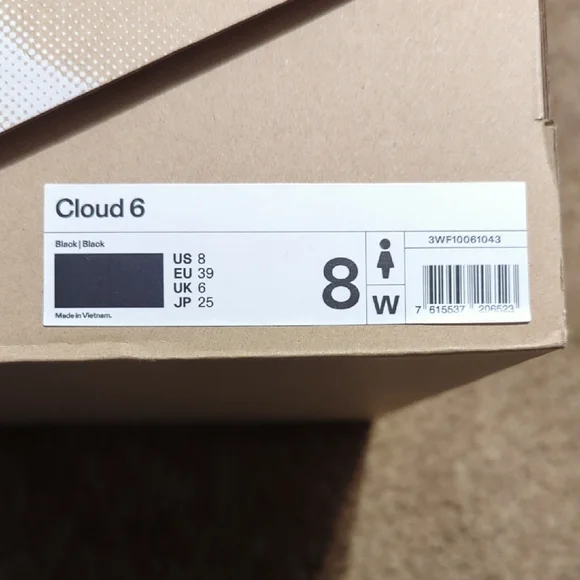 Cloud 6
Black | Black
US 8
EU 39
UK 6
JP 25
Made in Vietnam.
8
W
3WF10061043
7 615537 206523